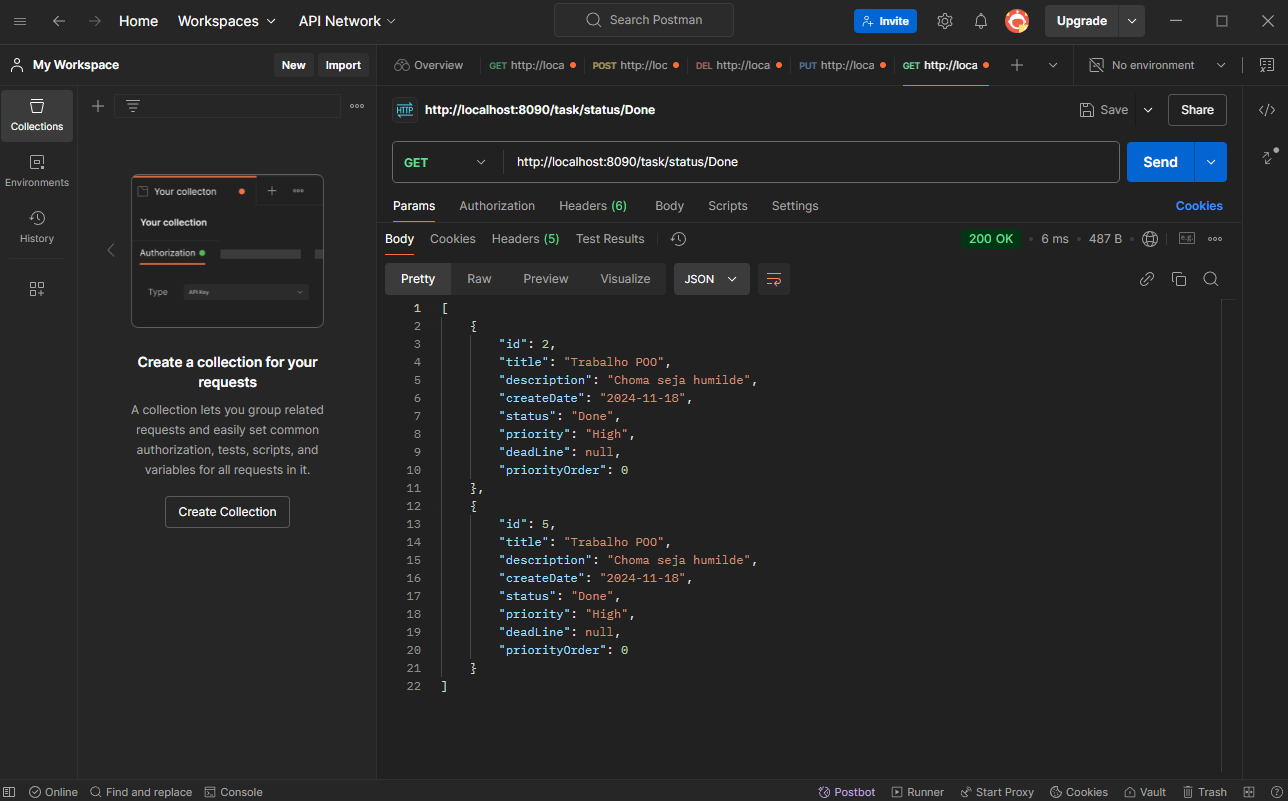 Home Workspaces API Network Search Postman Invite Upgrade
My Workspace New Import Overview GET http://loca POST http://loc DEL http://loca PUT http://loca GET http://loca No environment
Collections
Environments
History
Your collecton
Your collection
Authorization
Type API Key
Create a collection for your
requests
A collection lets you group related
requests and easily set common
authorization, tests, scripts, and
variables for all requests in it.
Create Collection
HTTP http://localhost:8090/task/status/Done Save Share
GET http://localhost:8090/task/status/Done Send
Params Authorization Headers (6) Body Scripts Settings Cookies
Body Cookies Headers (5) Test Results 200 OK 6 ms 487 B
Pretty Raw Preview Visualize JSON
1 [
2 {
3 "id": 2,
4 "title": "Trabalho POO",
5 "description": "Choma seja humilde",
6 "createDate": "2024-11-18",
7 "status": "Done",
8 "priority": "High",
9 "deadLine": null,
10 "priorityOrder": 0
11 },
12 {
13 "id": 5,
14 "title": "Trabalho POO",
15 "description": "Choma seja humilde",
16 "createDate": "2024-11-18",
17 "status": "Done",
18 "priority": "High",
19 "deadLine": null,
20 "priorityOrder": 0
21 }
22 ]
Online Find and replace Console Postbot Runner Start Proxy Cookies Vault Trash